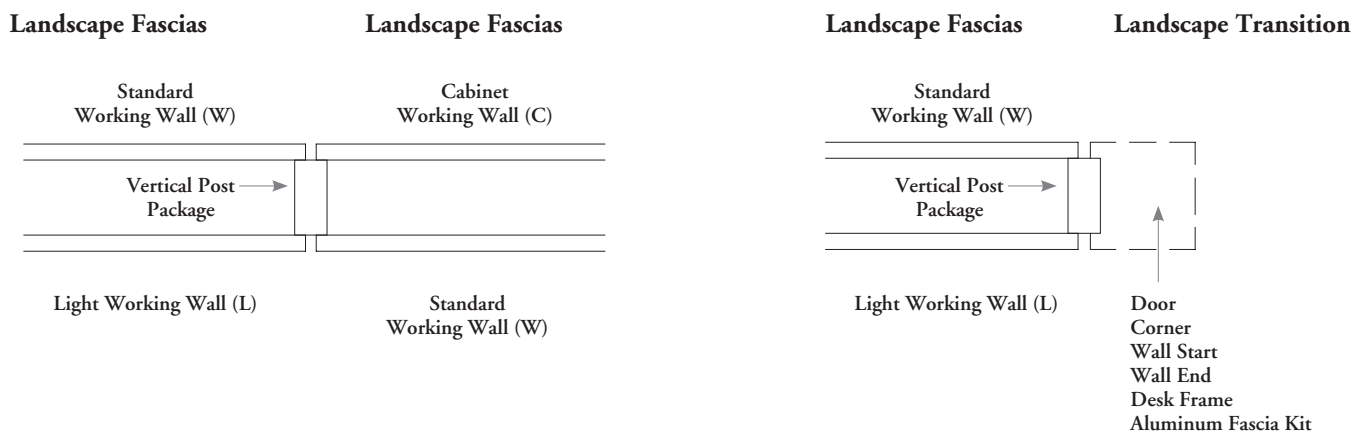 Landscape Fascias
Landscape Fascias
Standard
Working Wall (W)
Cabinet
Working Wall (C)
Vertical Post
Package
Light Working Wall (L)
Standard
Working Wall (W)
Landscape Fascias
Landscape Transition
Standard
Working Wall (W)
Vertical Post
Package
Light Working Wall (L)
Door
Corner
Wall Start
Wall End
Desk Frame
Aluminum Fascia Kit